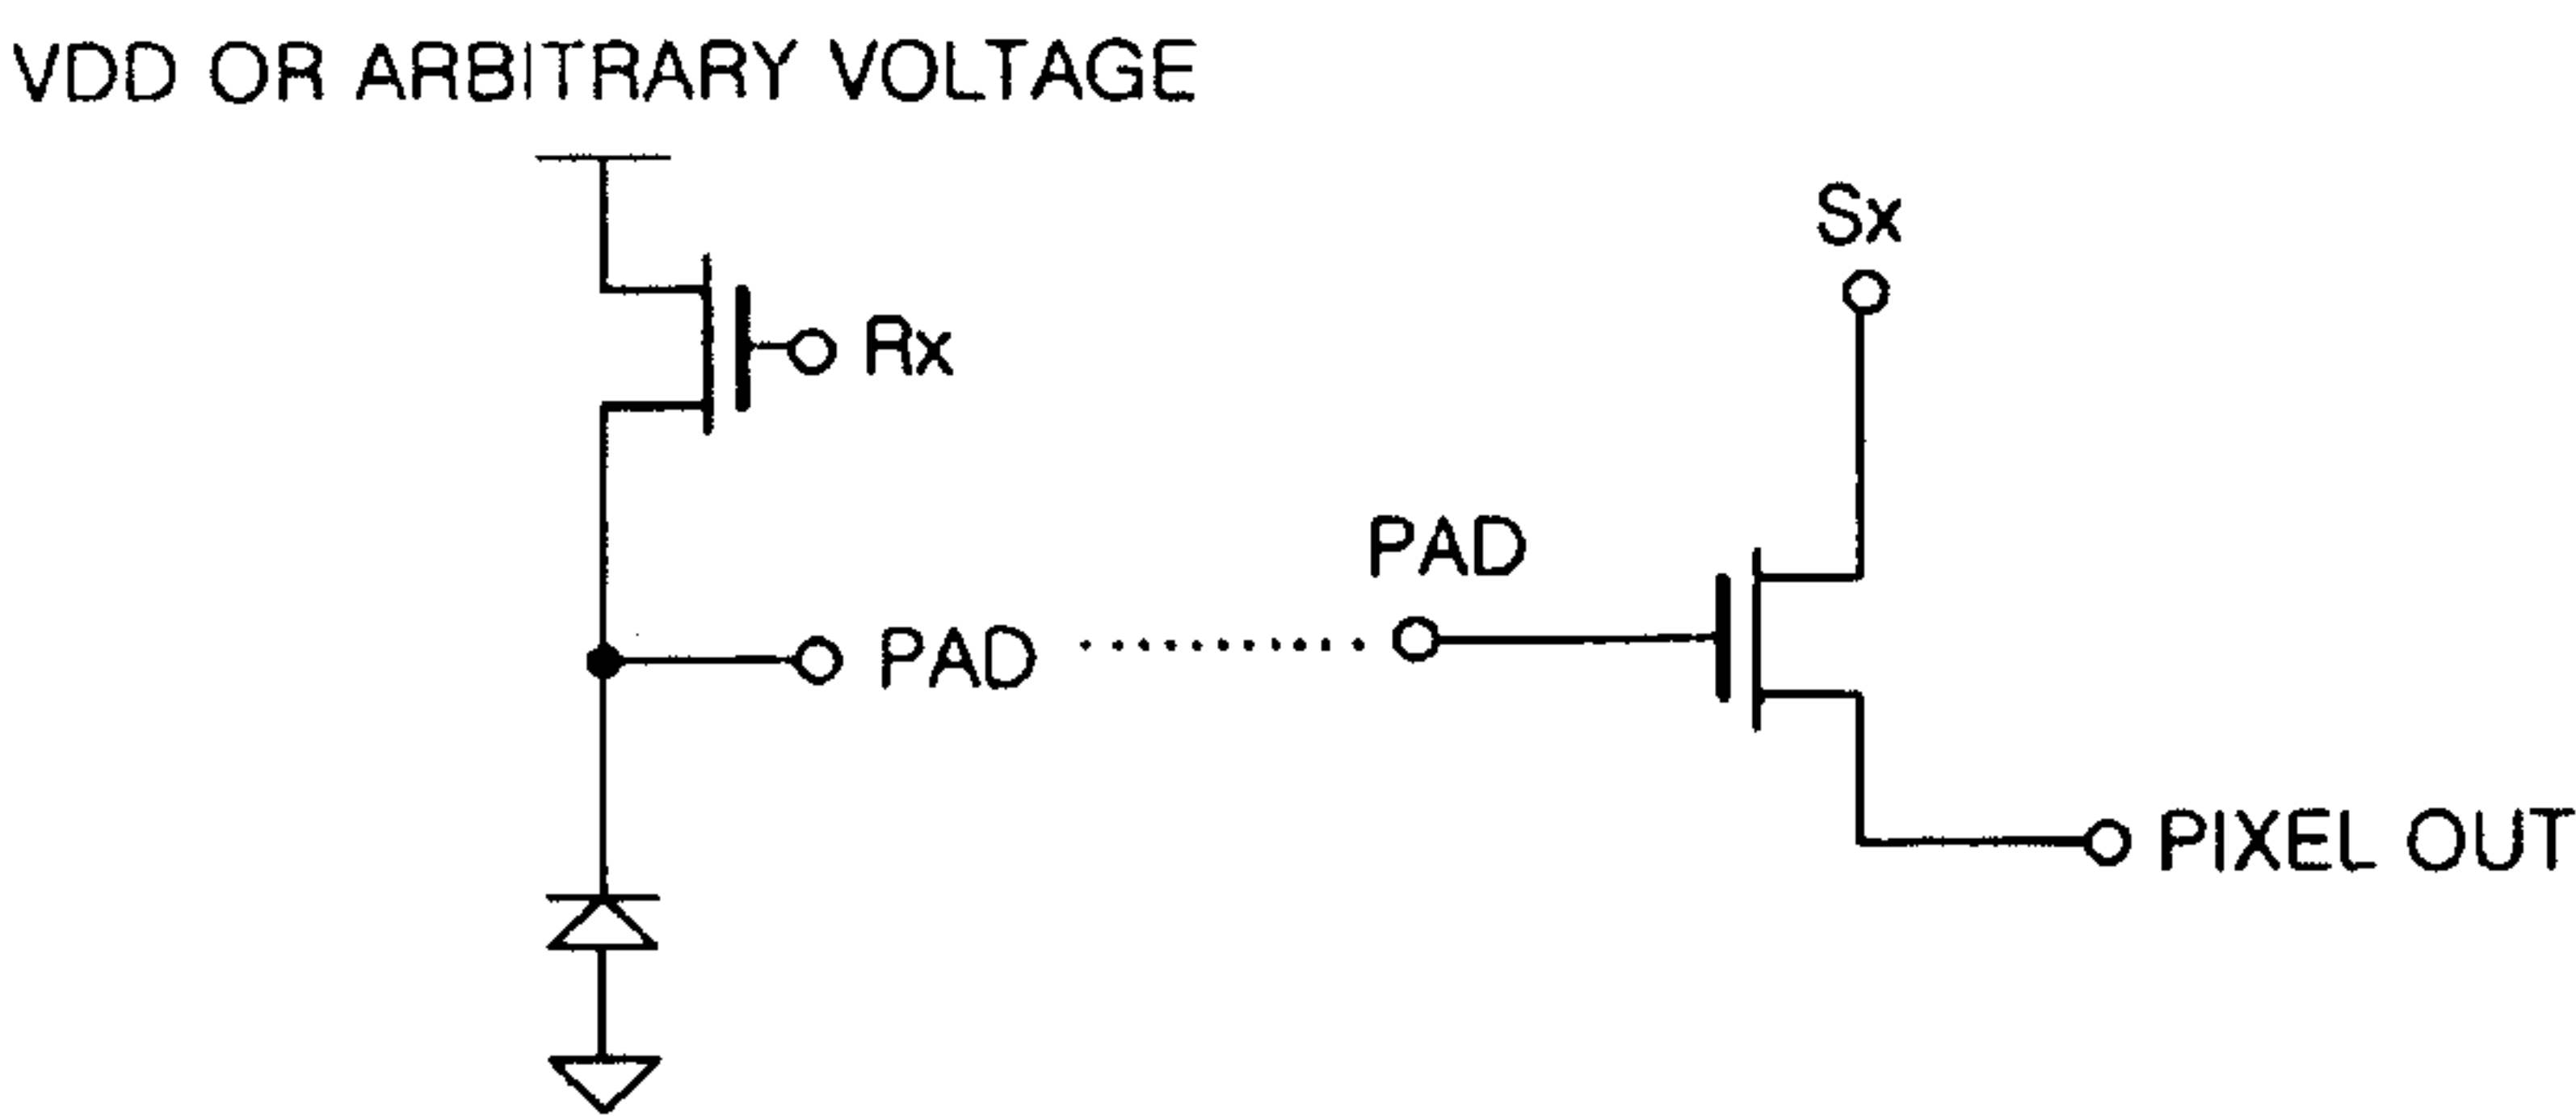 VDD OR ARBITRARY VOLTAGE
Sx
Rx
PAD
PAD
PIXEL OUT